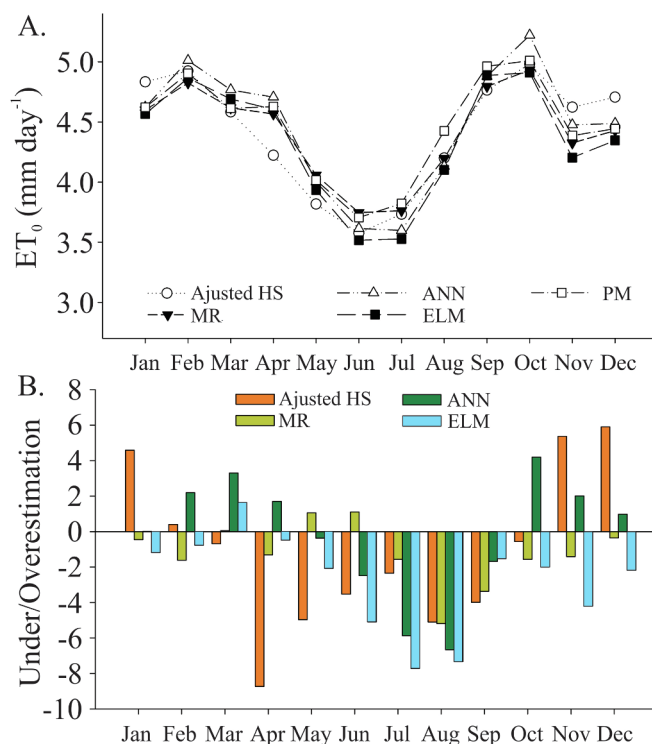 A.
ET0 (mm day-1)
5.0
4.5
4.0
3.5
3.0
Ajusted HS ANN PM
MR ELM
Jan Feb Mar Apr May Jun Jul Aug Sep Oct Nov Dec
B.
Under/Overestimation
8
6
4
2
0
-2
-4
-6
-8
-10
Ajusted HS ANN
MR ELM
Jan Feb Mar Apr May Jun Jul Aug Sep Oct Nov Dec